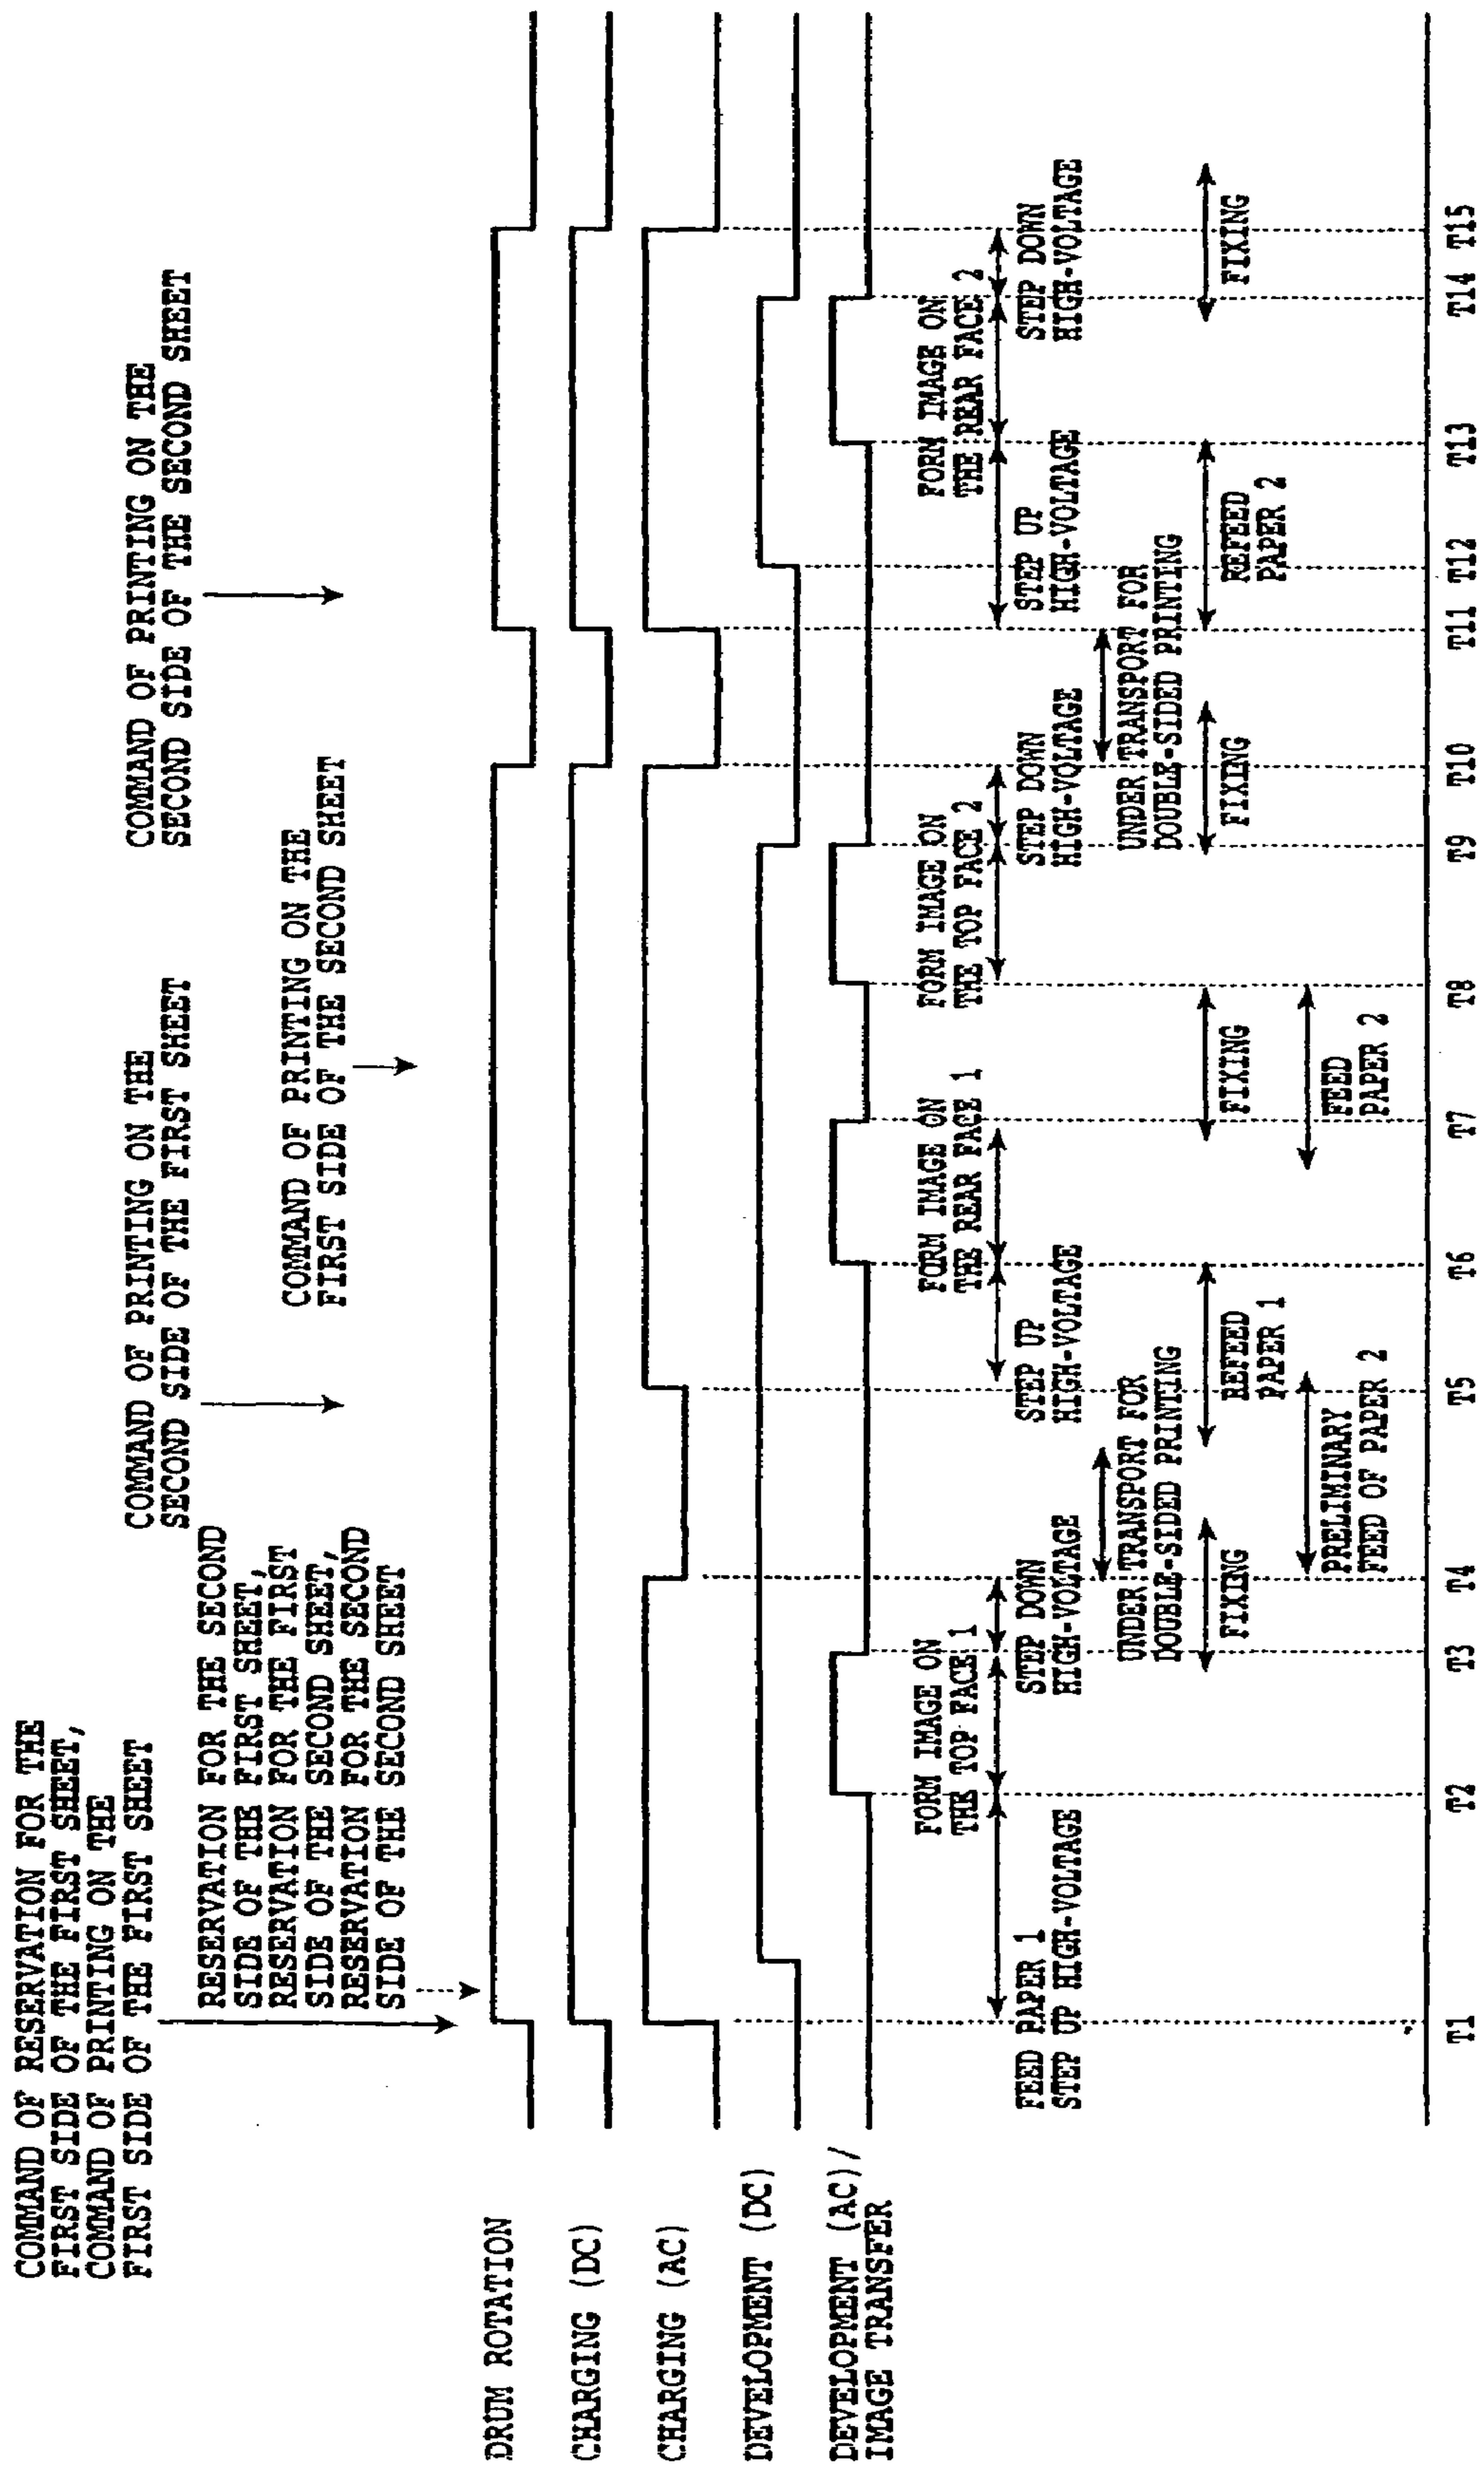 COMMAND OF RESERVATION FOR THE
FIRST SIDE OF THE FIRST SHEET,
COMMAND OF PRINTING ON THE
FIRST SIDE OF THE FIRST SHEET
RESERVATION FOR THE SECOND
SIDE OF THE FIRST SHEET,
RESERVATION FOR THE FIRST
SIDE OF THE SECOND SHEET,
RESERVATION FOR THE SECOND
SIDE OF THE SECOND SHEET
COMMAND OF PRINTING ON THE
SECOND SIDE OF THE FIRST SHEET
COMMAND OF PRINTING ON THE
FIRST SIDE OF THE SECOND SHEET
COMMAND OF PRINTING ON THE
SECOND SIDE OF THE SECOND SHEET
DRUM ROTATION
CHARGING (DC)
CHARGING (AC)
DEVELOPMENT (DC)
DEVELOPMENT (AC)/
IMAGE TRANSFER
FORM IMAGE ON
THE TOP FACE 1
FORM IMAGE ON
THE REAR FACE 1
FORM IMAGE ON
THE TOP FACE 2
FORM IMAGE ON
THE REAR FACE 2
FEED PAPER 1
STEP UP HIGH-VOLTAGE
STEP DOWN
HIGH-VOLTAGE
STEP UP
HIGH-VOLTAGE
STEP DOWN
HIGH-VOLTAGE
STEP UP
HIGH-VOLTAGE
STEP DOWN
HIGH-VOLTAGE
UNDER TRANSPORT FOR
DOUBLE-SIDED PRINTING
UNDER TRANSPORT FOR
DOUBLE-SIDED PRINTING
FIXING
REFEED
PAPER 1
FIXING
FIXING
REFEED
PAPER 2
FIXING
PRELIMINARY
FEED OF PAPER 2
FEED
PAPER 2
T1
T2
T3
T4
T5
T6
T7
T8
T9
T10
T11
T12
T13
T14
T15